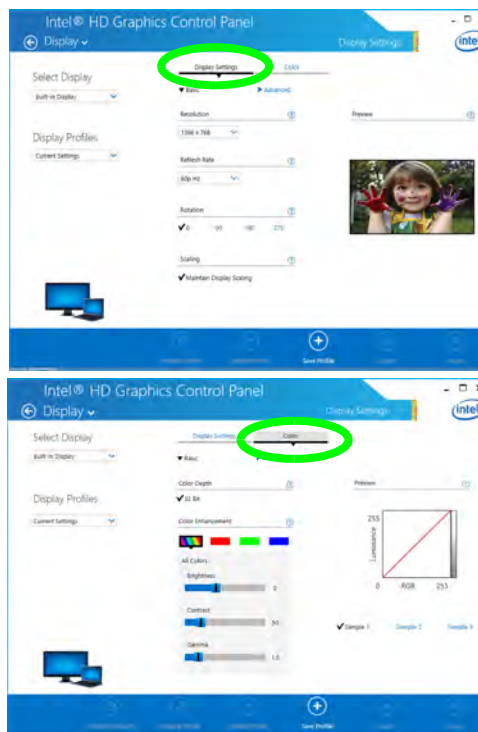 Intel® HD Graphics Control Panel
Display
Display Settings
inte
Select Display
Display Settings
Color
Built-in Display
Basic
Advanced
Resolution
Preview
1366 x 768
Display Profiles
Current Settings
Refresh Rate
60p Hz
Rotation
0 90 180 270
Scaling
Maintain Display Scaling
Save Profile
Intel® HD Graphics Control Panel
Display
Display Settings
intel
Select Display
Display Settings
Color
Built-in Display
Basic
Color Depth
Preview
32 Bit
Display Profiles
Current Settings
Color Enhancement
255
Luminance
All Colors
Brightness
0
0 -RGB 255
Contrast
50
Sample 1 Sample 2 Sample 3
Gamma
1.0
Save Profile